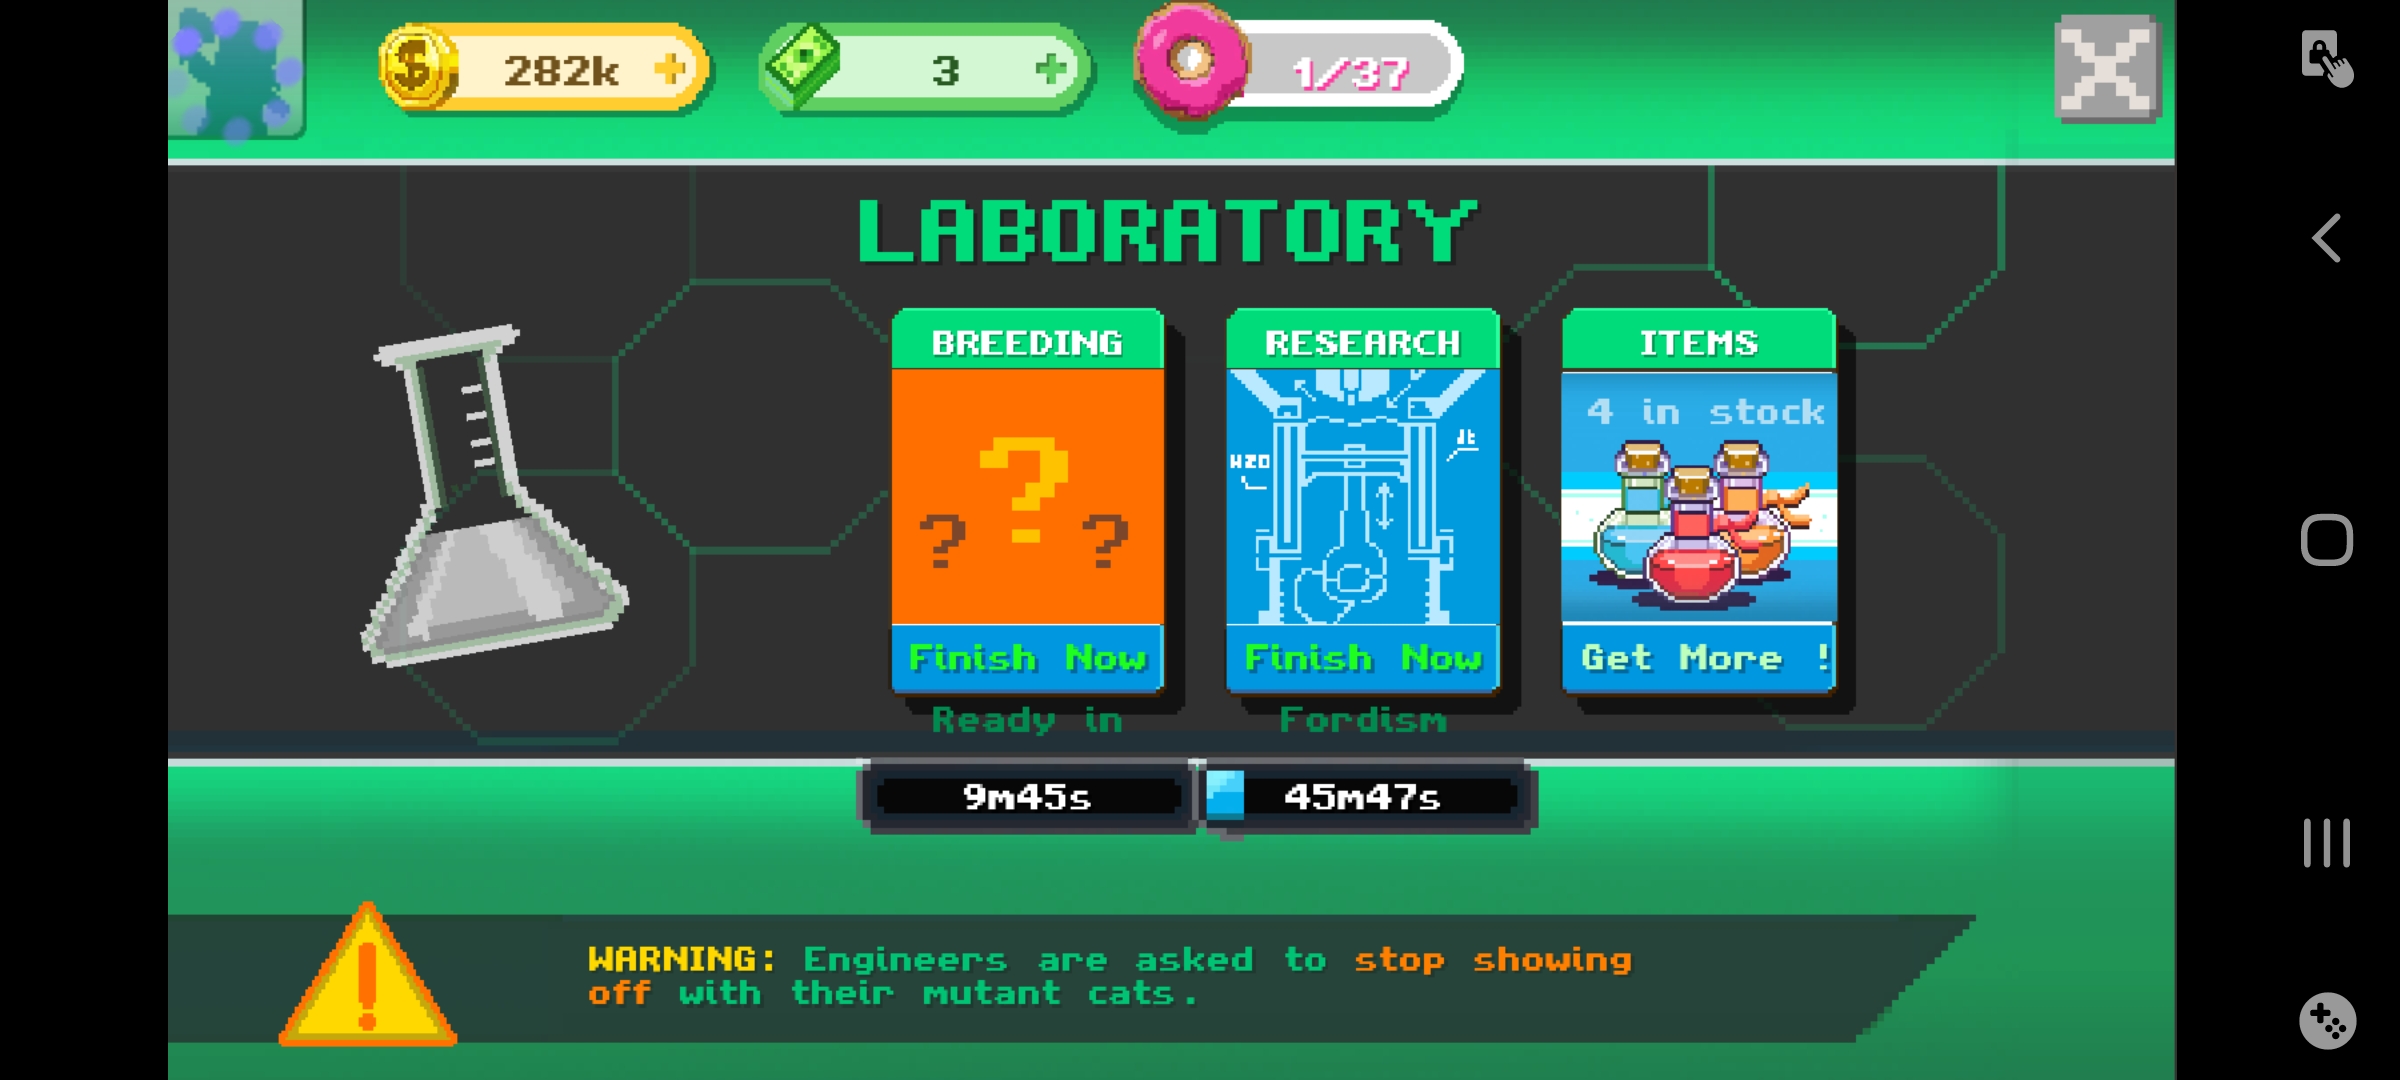 282k
3
1/37
LABORATORY
BREEDING
RESEARCH
ITEMS
4 in stock
H2O
Finish Now
Finish Now
Get More !
Ready in
Fordism
9m45s
45m47s
WARNING: Engineers are asked to stop showing
off with their mutant cats.